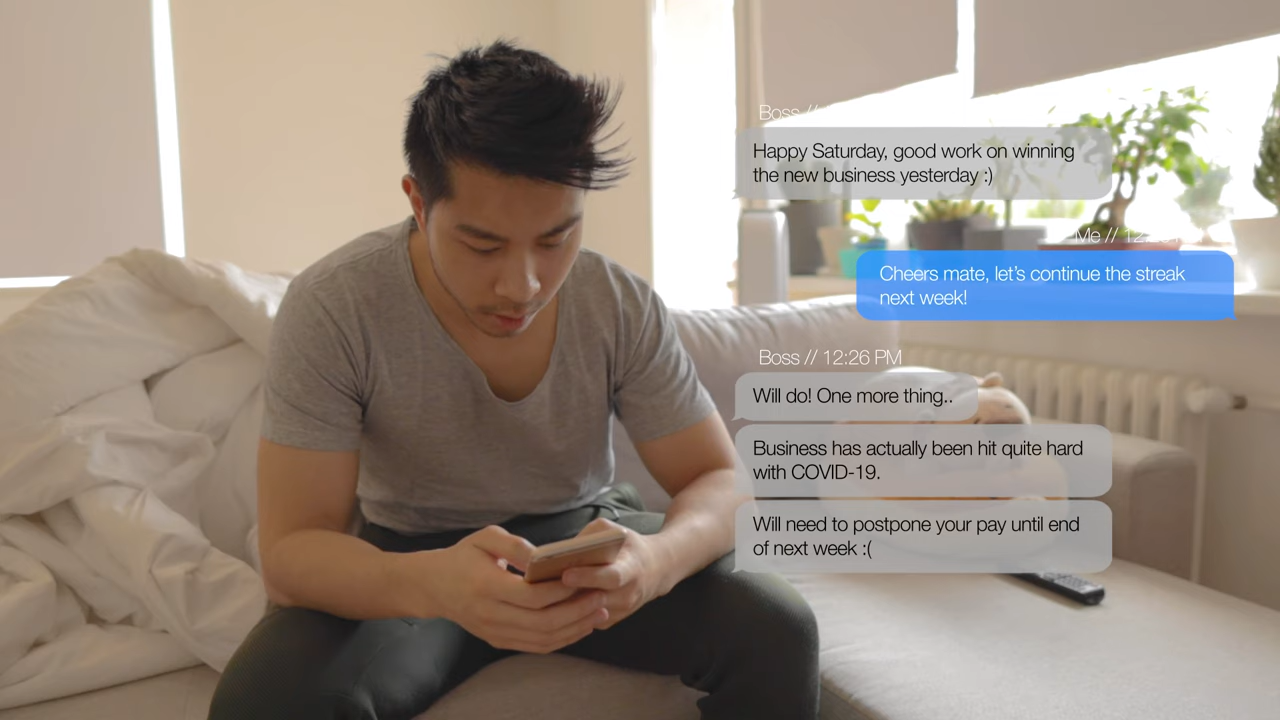 Boss //
Happy Saturday, good work on winning
the new business yesterday :)
Me // 12:
Cheers mate, let's continue the streak
next week!
Boss // 12:26 PM
Will do! One more thing..
Business has actually been hit quite hard
with COVID-19.
Will need to postpone your pay until end
of next week :(